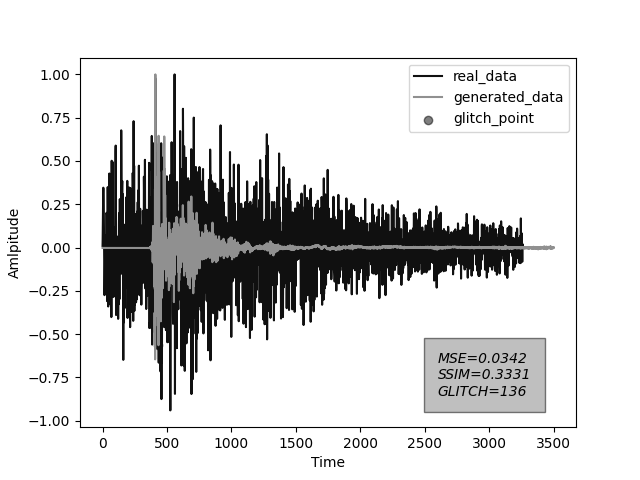 real_data
generated_data
glitch_point
1.00
0.75
0.50
0.25
0.00
−0.25
−0.50
−0.75
−1.00
Amlpitude
MSE=0.0342
SSIM=0.3331
GLITCH=136
0 500 1000 1500 2000 2500 3000 3500
Time